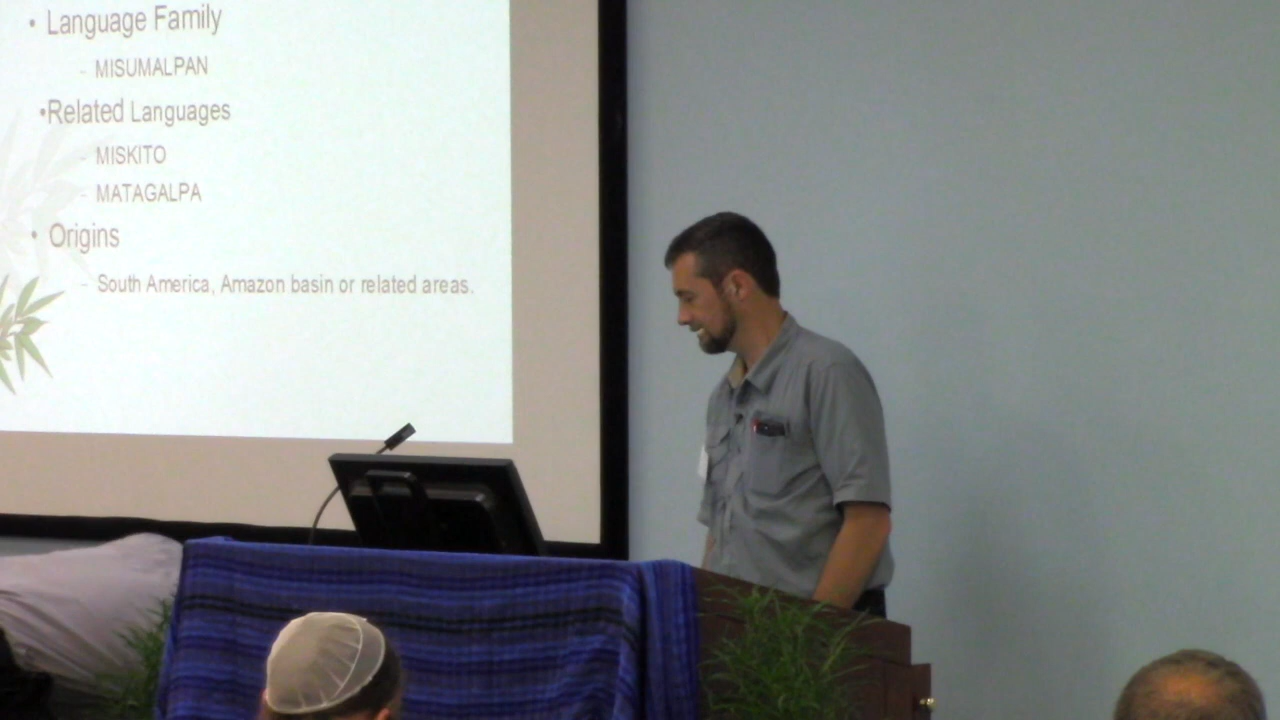 • Language Family
- MISUMALPAN
•Related Languages
- MISKITO
- MATAGALPA
• Origins
- South America, Amazon basin or related areas.